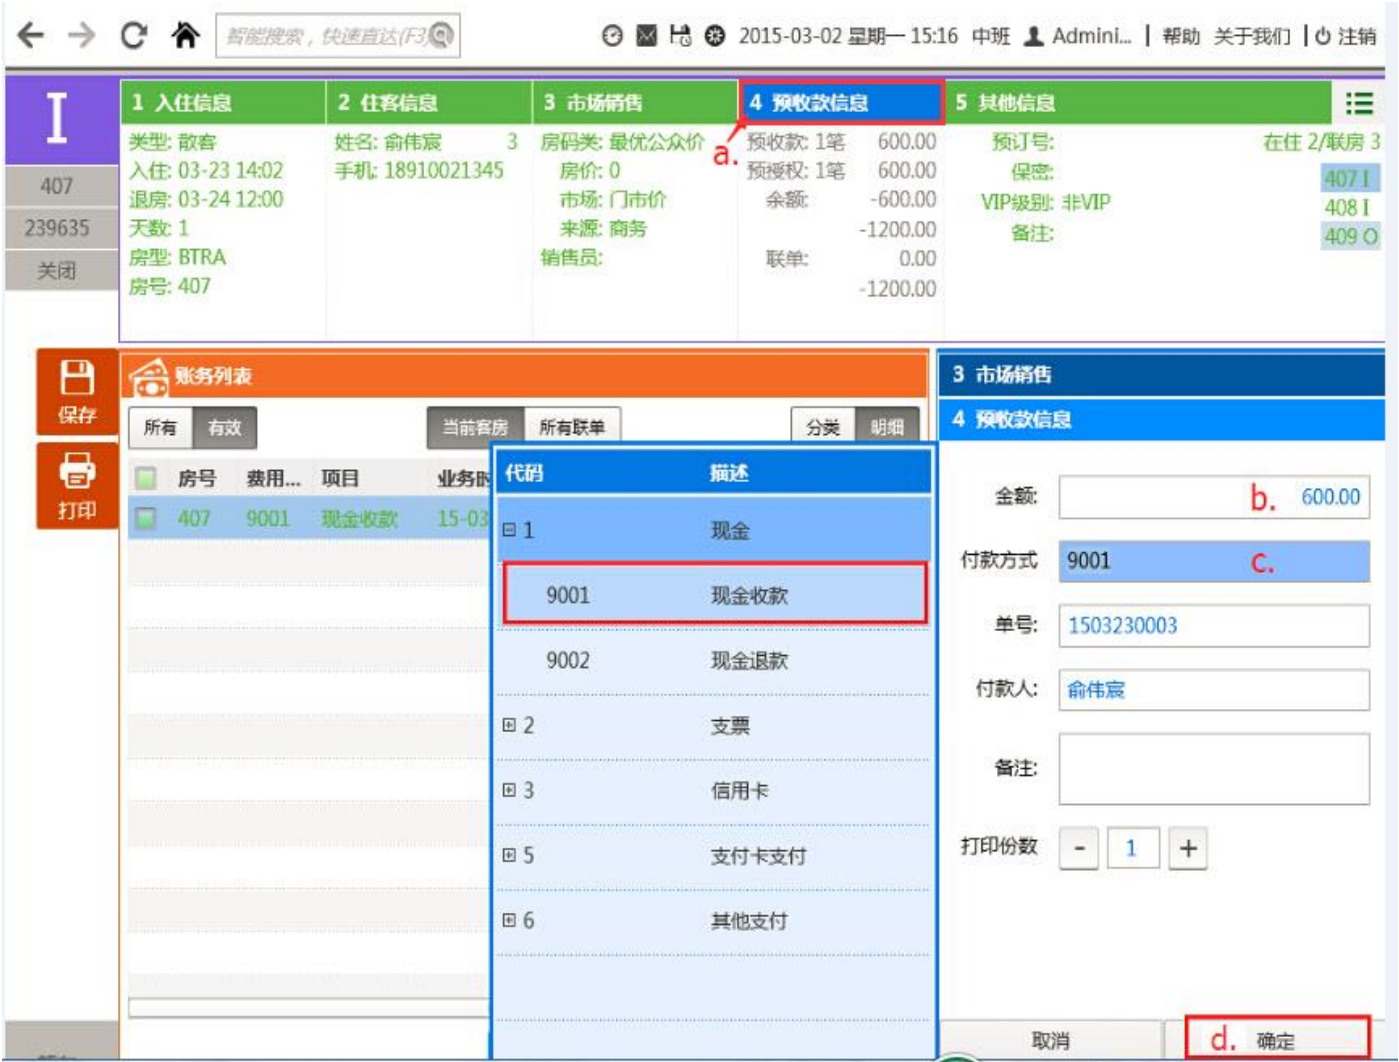 智能搜索，快速直达(F3)
2015-03-02 星期一 15:16 中班 Admini... | 帮助 关于我们 | 注销
I
407
239635
关闭
1 入住信息
类型: 散客
入住: 03-23 14:02
退房: 03-24 12:00
天数: 1
房型: BTRA
房号: 407
2 住客信息
姓名: 俞伟宸 3
手机: 18910021345
3 市场销售
房码类: 最优公众价
房价: 0
市场: 门市价
来源: 商务
销售员:
4 预收款信息
a.
预收款: 1笔 600.00
预授权: 1笔 600.00
余额: -600.00
-1200.00
联单: 0.00
-1200.00
5 其他信息
预订号:
保密:
VIP级别: 非VIP
备注:
在住 2/联房 3
407 I
408 I
409 O
保存
打印
账务列表
所有 有效 当前客房 所有联单 分类 明细
房号 费用... 项目 业务时
407 9001 现金收款 15-03
代码 描述
1 现金
9001 现金收款
9002 现金退款
2 支票
3 信用卡
5 支付卡支付
6 其他支付
3 市场销售
4 预收款信息
金额: b. 600.00
付款方式 9001 c.
单号: 1503230003
付款人: 俞伟宸
备注:
打印份数 - 1 +
取消 d. 确定